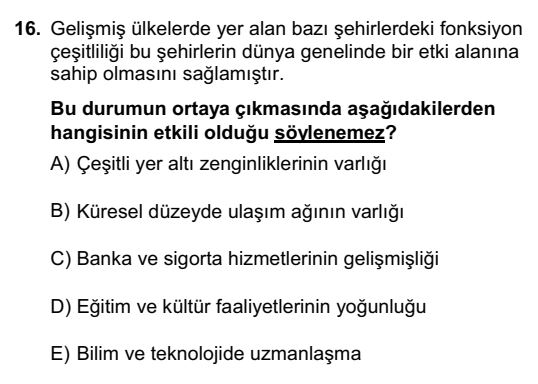 16. Gelişmiş ülkelerde yer alan bazı şehirlerdeki fonksiyon
çeşitliliği bu şehirlerin dünya genelinde bir etki alanına
sahip olmasını sağlamıştır.
Bu durumun ortaya çıkmasında aşağıdakilerden
hangisinin etkili olduğu söylenemez?
A) Çeşitli yer altı zenginliklerinin varlığı
B) Küresel düzeyde ulaşım ağının varlığı
C) Banka ve sigorta hizmetlerinin gelişmişliği
D) Eğitim ve kültür faaliyetlerinin yoğunluğu
E) Bilim ve teknolojide uzmanlaşma